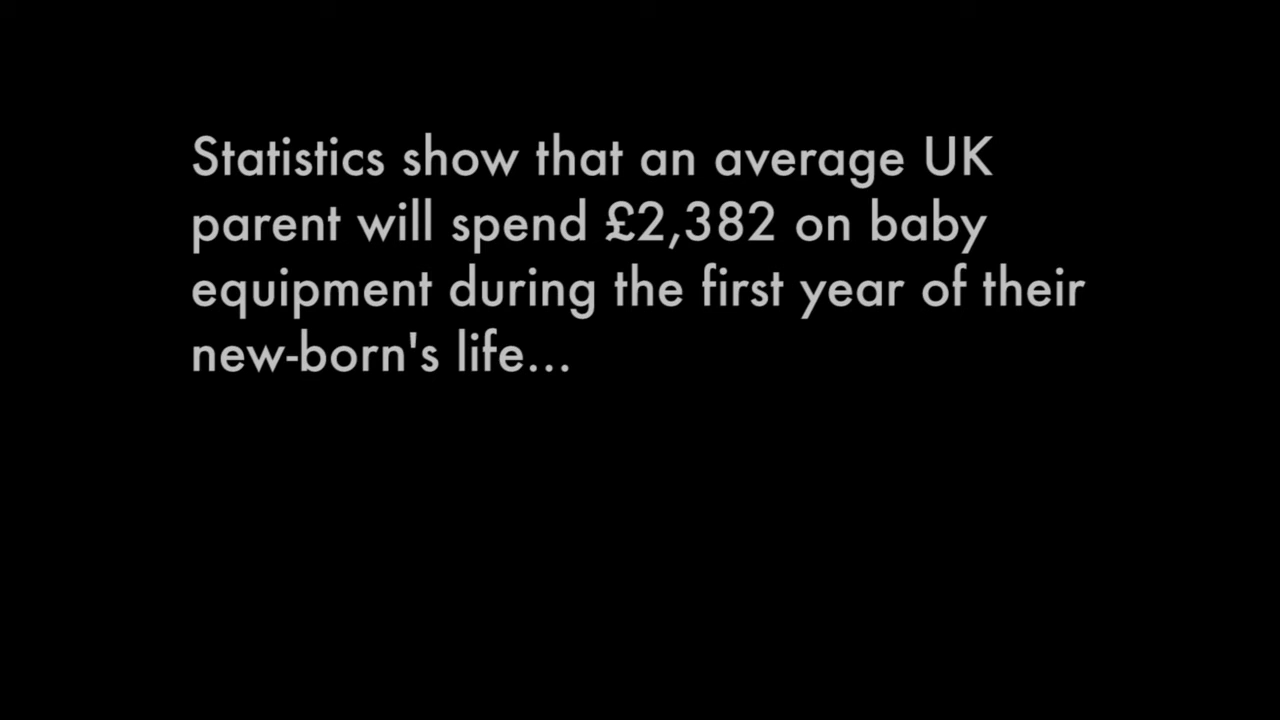 Statistics show that an average UK
parent will spend £2,382 on baby
equipment during the first year of their
new-born's life...